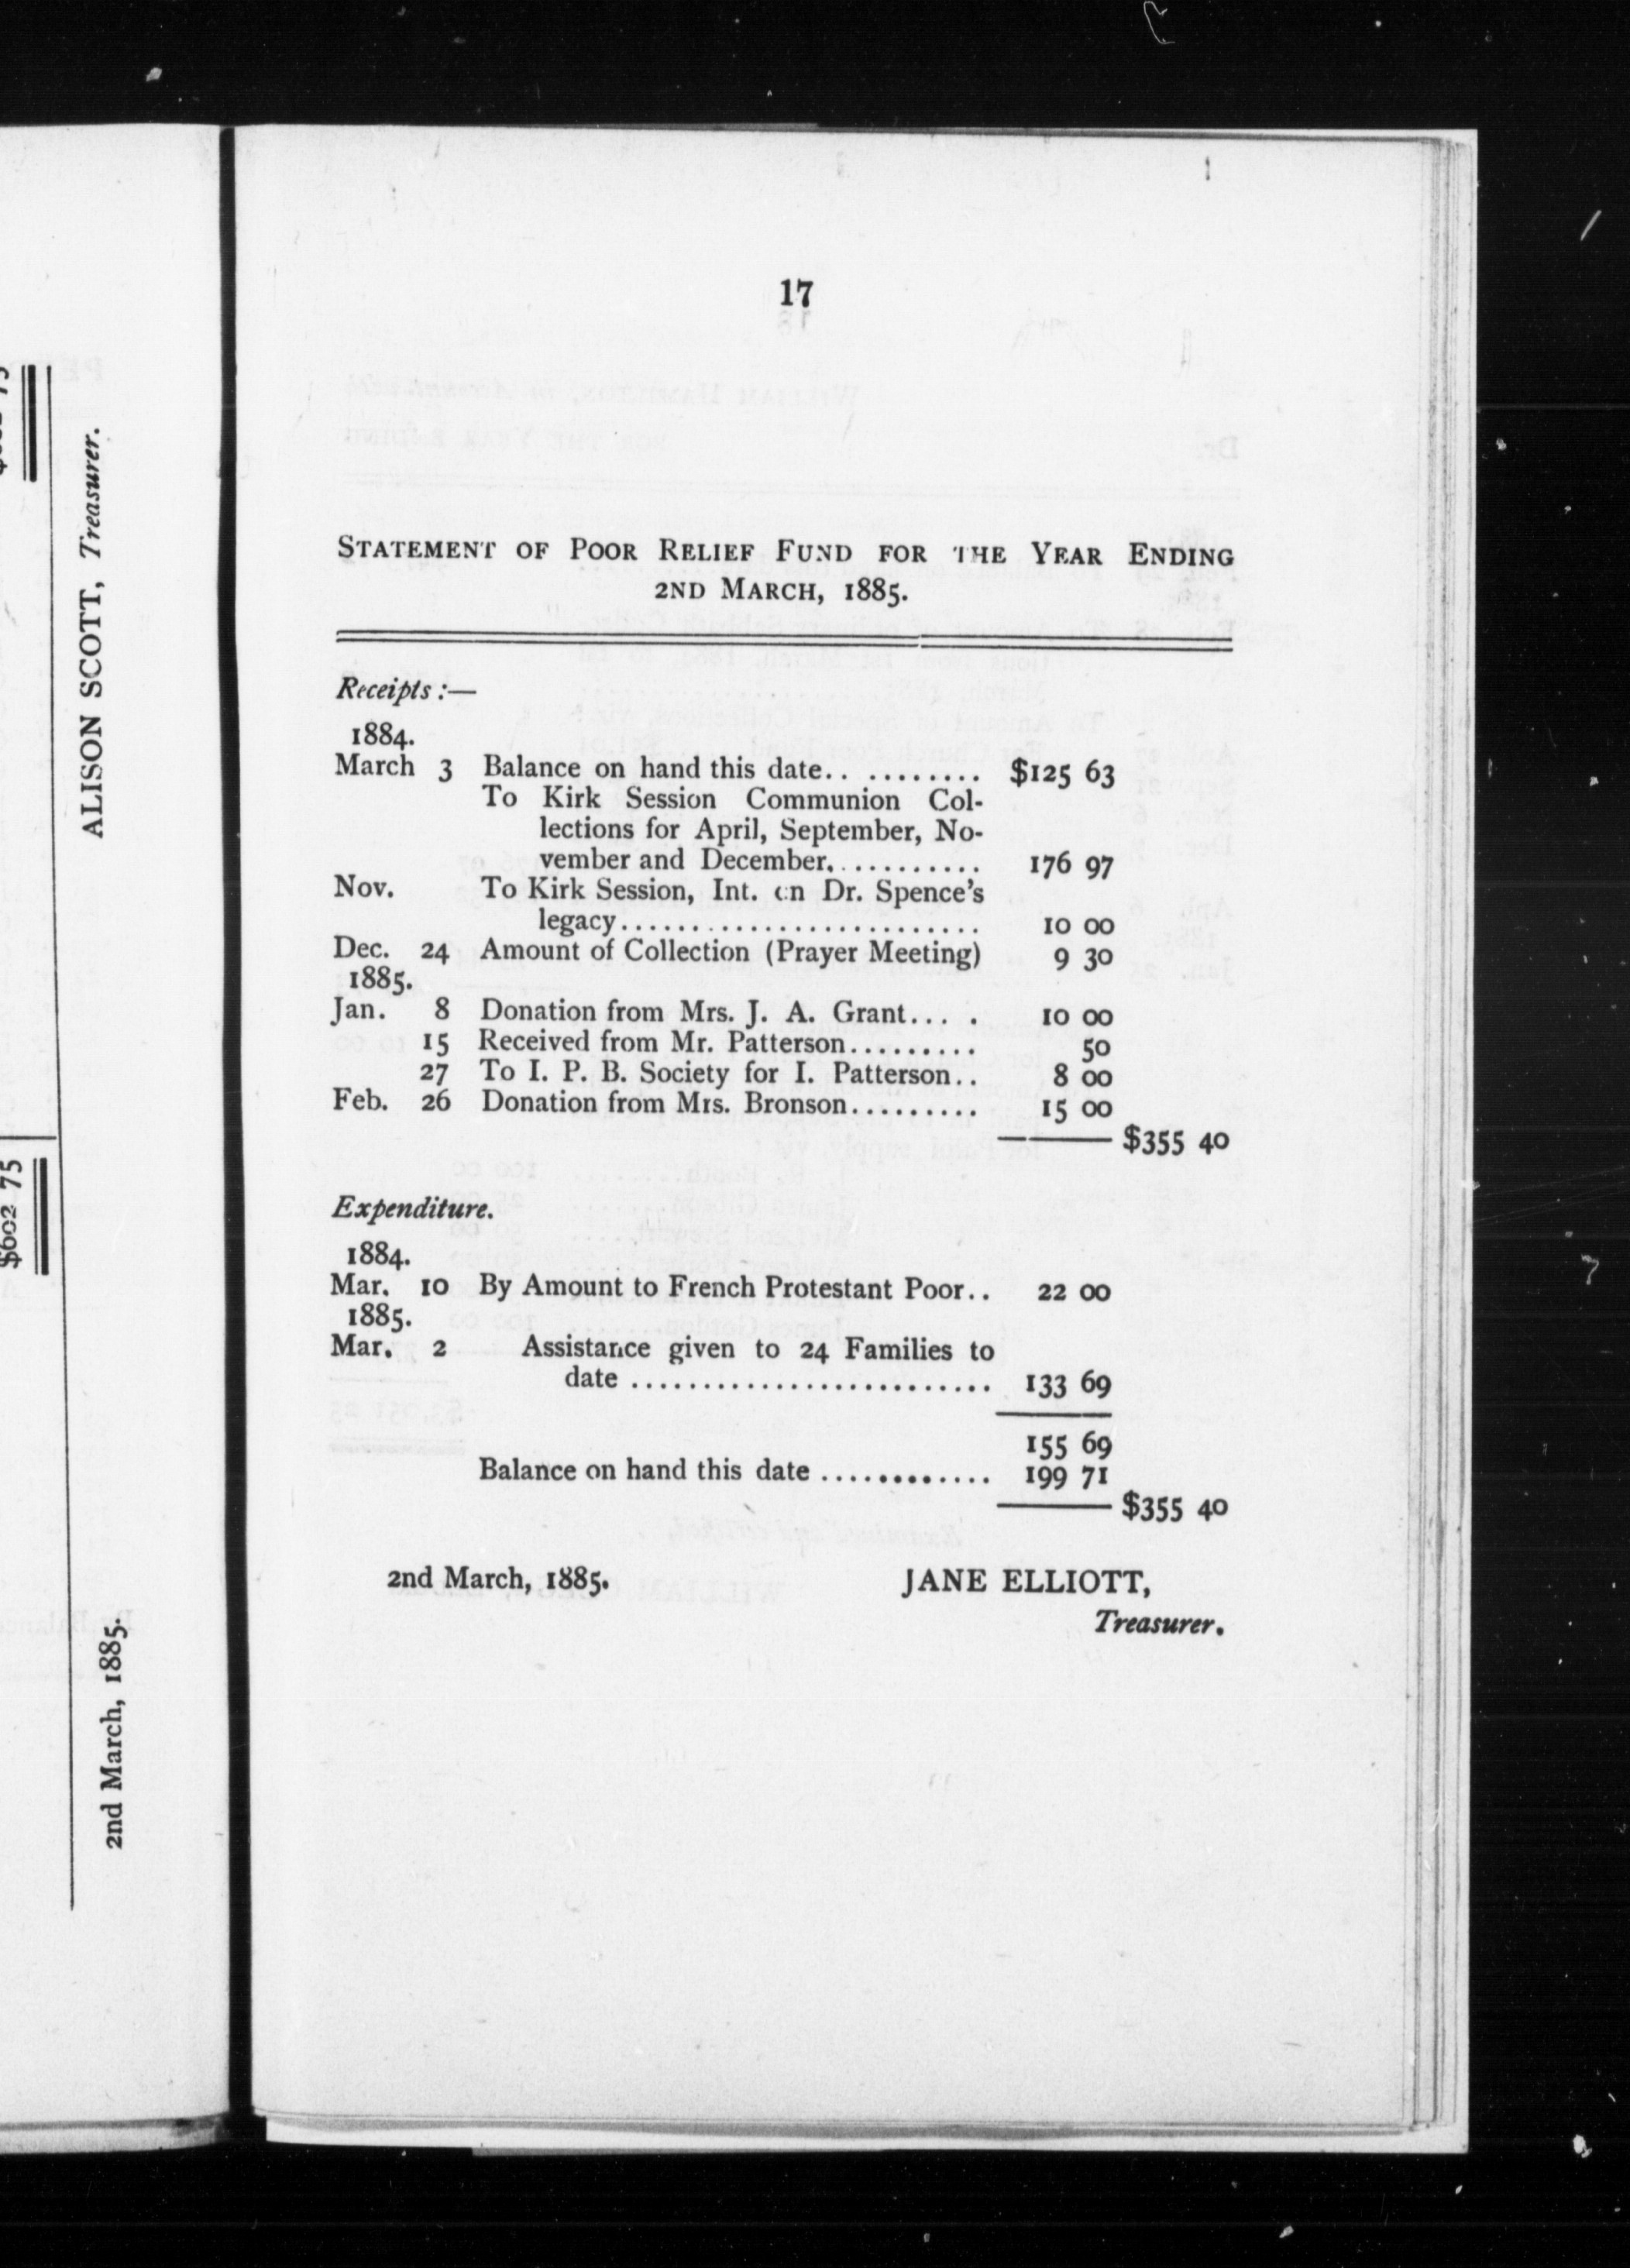 $602 75
ALISON SCOTT, Treasurer.
2nd March, 1885.
17
STATEMENT OF POOR RELIEF FUND FOR THE YEAR ENDING
2ND MARCH, 1885.
Receipts :—
1884.
March 3 Balance on hand this date.. ......... $125 63
To Kirk Session Communion Col-
lections for April, September, No-
vember and December........... 176 97
Nov. To Kirk Session, Int. on Dr. Spence's
legacy......................... 10 00
Dec. 24 Amount of Collection (Prayer Meeting) 9 30
1885.
Jan. 8 Donation from Mrs. J. A. Grant... . 10 00
15 Received from Mr. Patterson......... 50
27 To I. P. B. Society for I. Patterson.. 8 00
Feb. 26 Donation from Mrs. Bronson......... 15 00
$355 40
Expenditure.
1884.
Mar. 10 By Amount to French Protestant Poor.. 22 00
1885.
Mar. 2 Assistance given to 24 Families to
date ......................... 133 69
155 69
Balance on hand this date ............ 199 71
$355 40
2nd March, 1885. JANE ELLIOTT,
Treasurer.